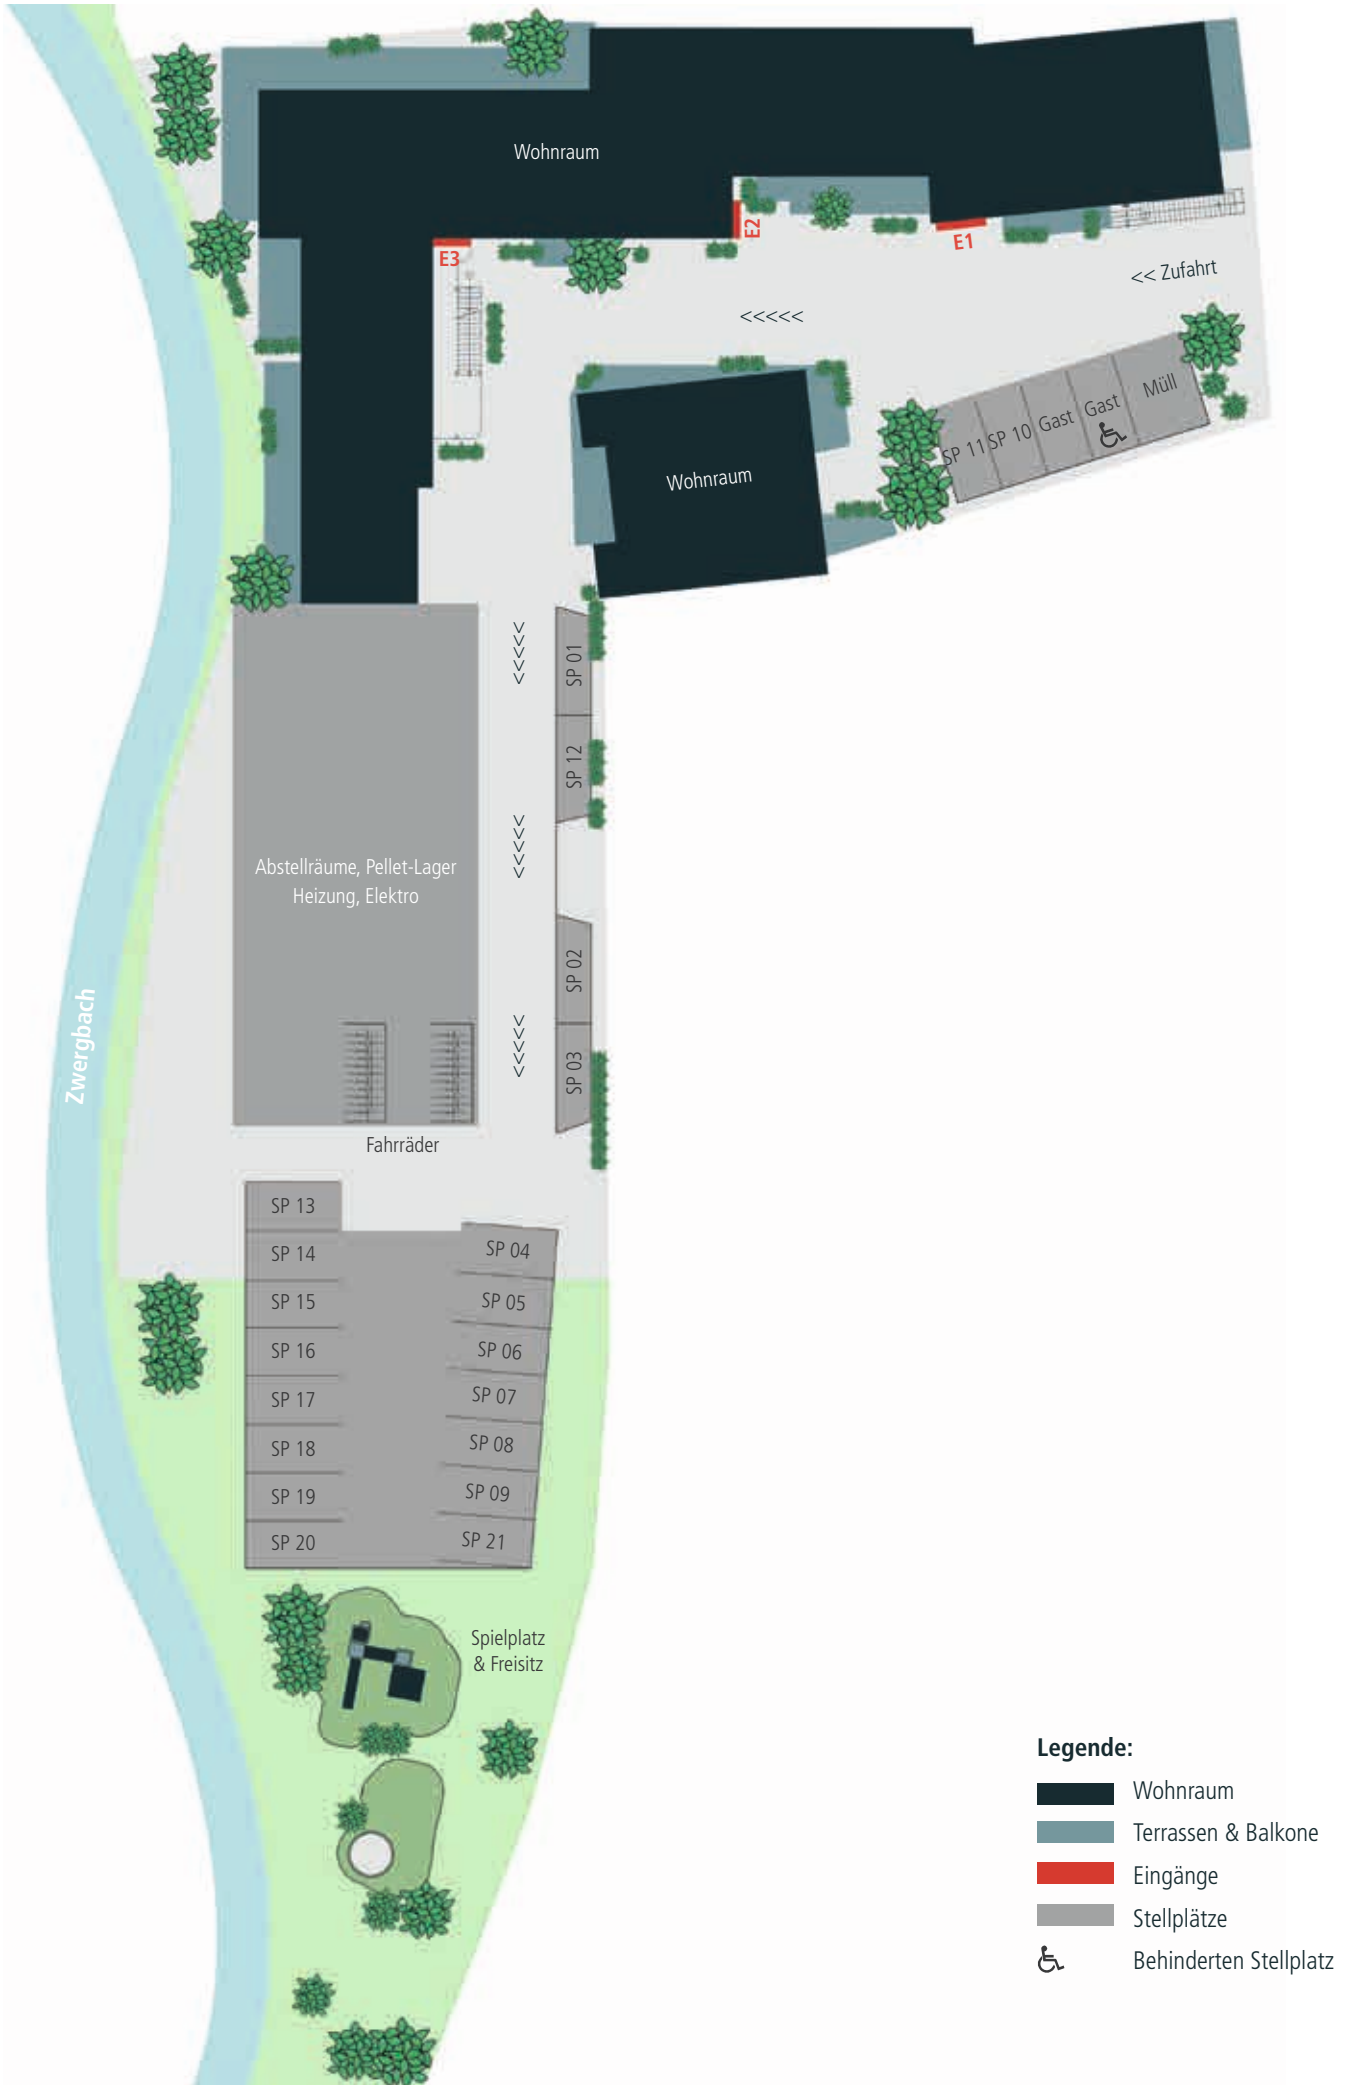 Wohnraum
E3
E2
E1
<< Zufahrt
<<<<<
SP 11
SP 10
Gast
Gast
Müll
Wohnraum
<<<<<
SP 01
SP 12
<<<<<
Abstellräume, Pellet-Lager
Heizung, Elektro
SP 02
<<<<<
SP 03
Zwergbach
Fahrräder
SP 13
SP 14
SP 15
SP 16
SP 17
SP 18
SP 19
SP 20
SP 04
SP 05
SP 06
SP 07
SP 08
SP 09
SP 21
Spielplatz
& Freisitz
Legende:
Wohnraum
Terrassen & Balkone
Eingänge
Stellplätze
Behinderten Stellplatz